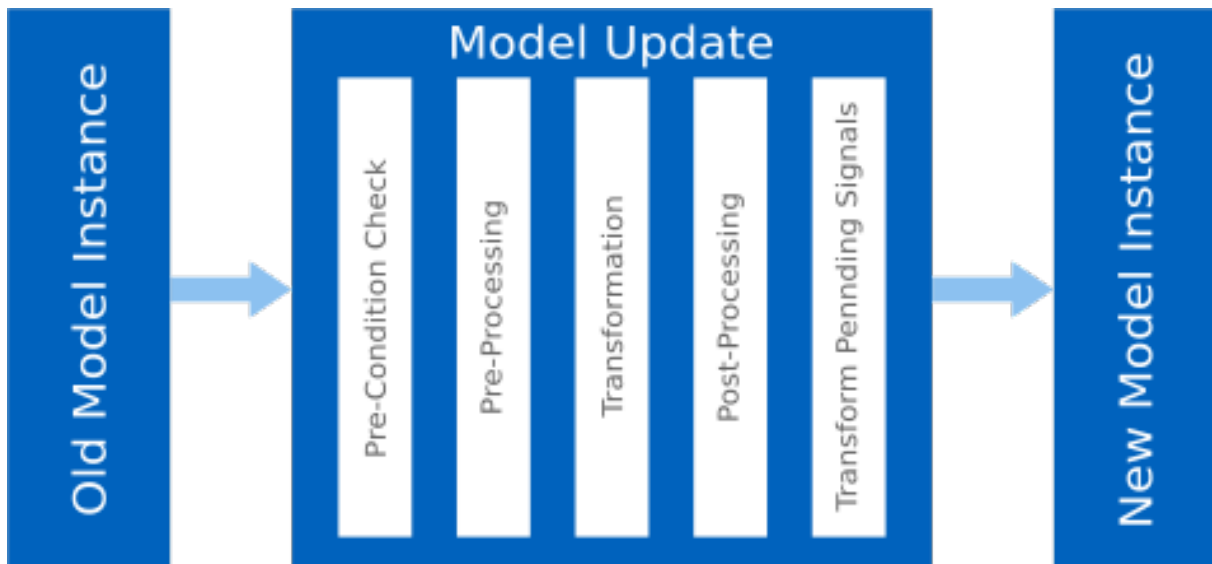 Old Model Instance
Model Update
Pre-Condition Check
Pre-Processing
Transformation
Post-Processing
Transform Pennding Signals
New Model Instance